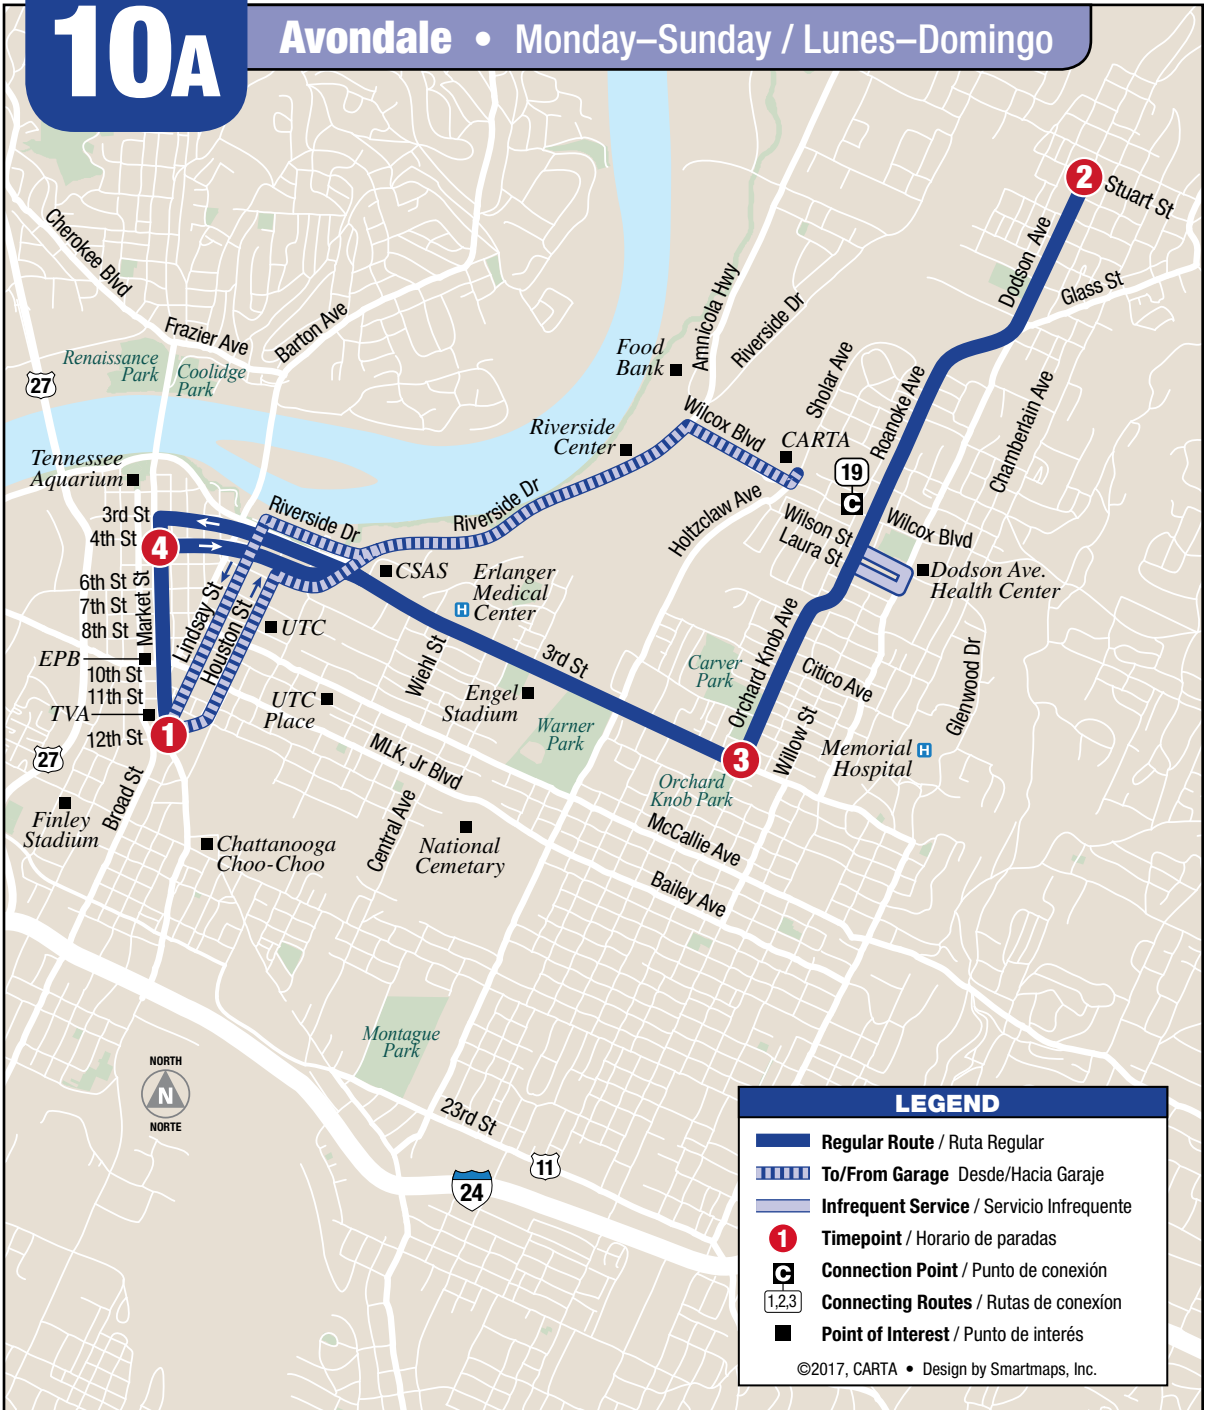 10A
Avondale • Monday–Sunday / Lunes–Domingo
2
Stuart St
Dodson Ave
Glass St
Cherokee Blvd
Frazier Ave
Barton Ave
Renaissance
Park
Coolidge
Park
27
Amnicola Hwy
Riverside Dr
Food
Bank
Sholar Ave
Roanoke Ave
Chamberlain Ave
Wilcox Blvd
CARTA
Riverside
Center
19
C
Tennessee
Aquarium
Riverside Dr
Riverside Dr
Holtzclaw Ave
Wilson St
Laura St
Wilcox Blvd
3rd St
4th St
4
6th St
7th St
8th St
Market St
Lindsay St
Houston St
CSAS
Erlanger
Medical
Center
H
Dodson Ave.
Health Center
UTC
EPB
10th St
11th St
TVA
12th St
1
UTC
Place
Wiehl St
3rd St
Engel
Stadium
Warner
Park
Carver
Park
Orchard Knob Ave
Citico Ave
Willow St
Glenwood Dr
3
Memorial
Hospital
H
Orchard
Knob Park
27
Broad St
MLK, Jr Blvd
Finley
Stadium
Chattanooga
Choo-Choo
Central Ave
National
Cemetary
McCallie Ave
Bailey Ave
Montague
Park
NORTH
N
NORTE
23rd St
11
24
LEGEND
Regular Route / Ruta Regular
To/From Garage Desde/Hacia Garaje
Infrequent Service / Servicio Infrequente
1 Timepoint / Horario de paradas
C Connection Point / Punto de conexión
1,2,3 Connecting Routes / Rutas de conexíon
Point of Interest / Punto de interés
©2017, CARTA • Design by Smartmaps, Inc.